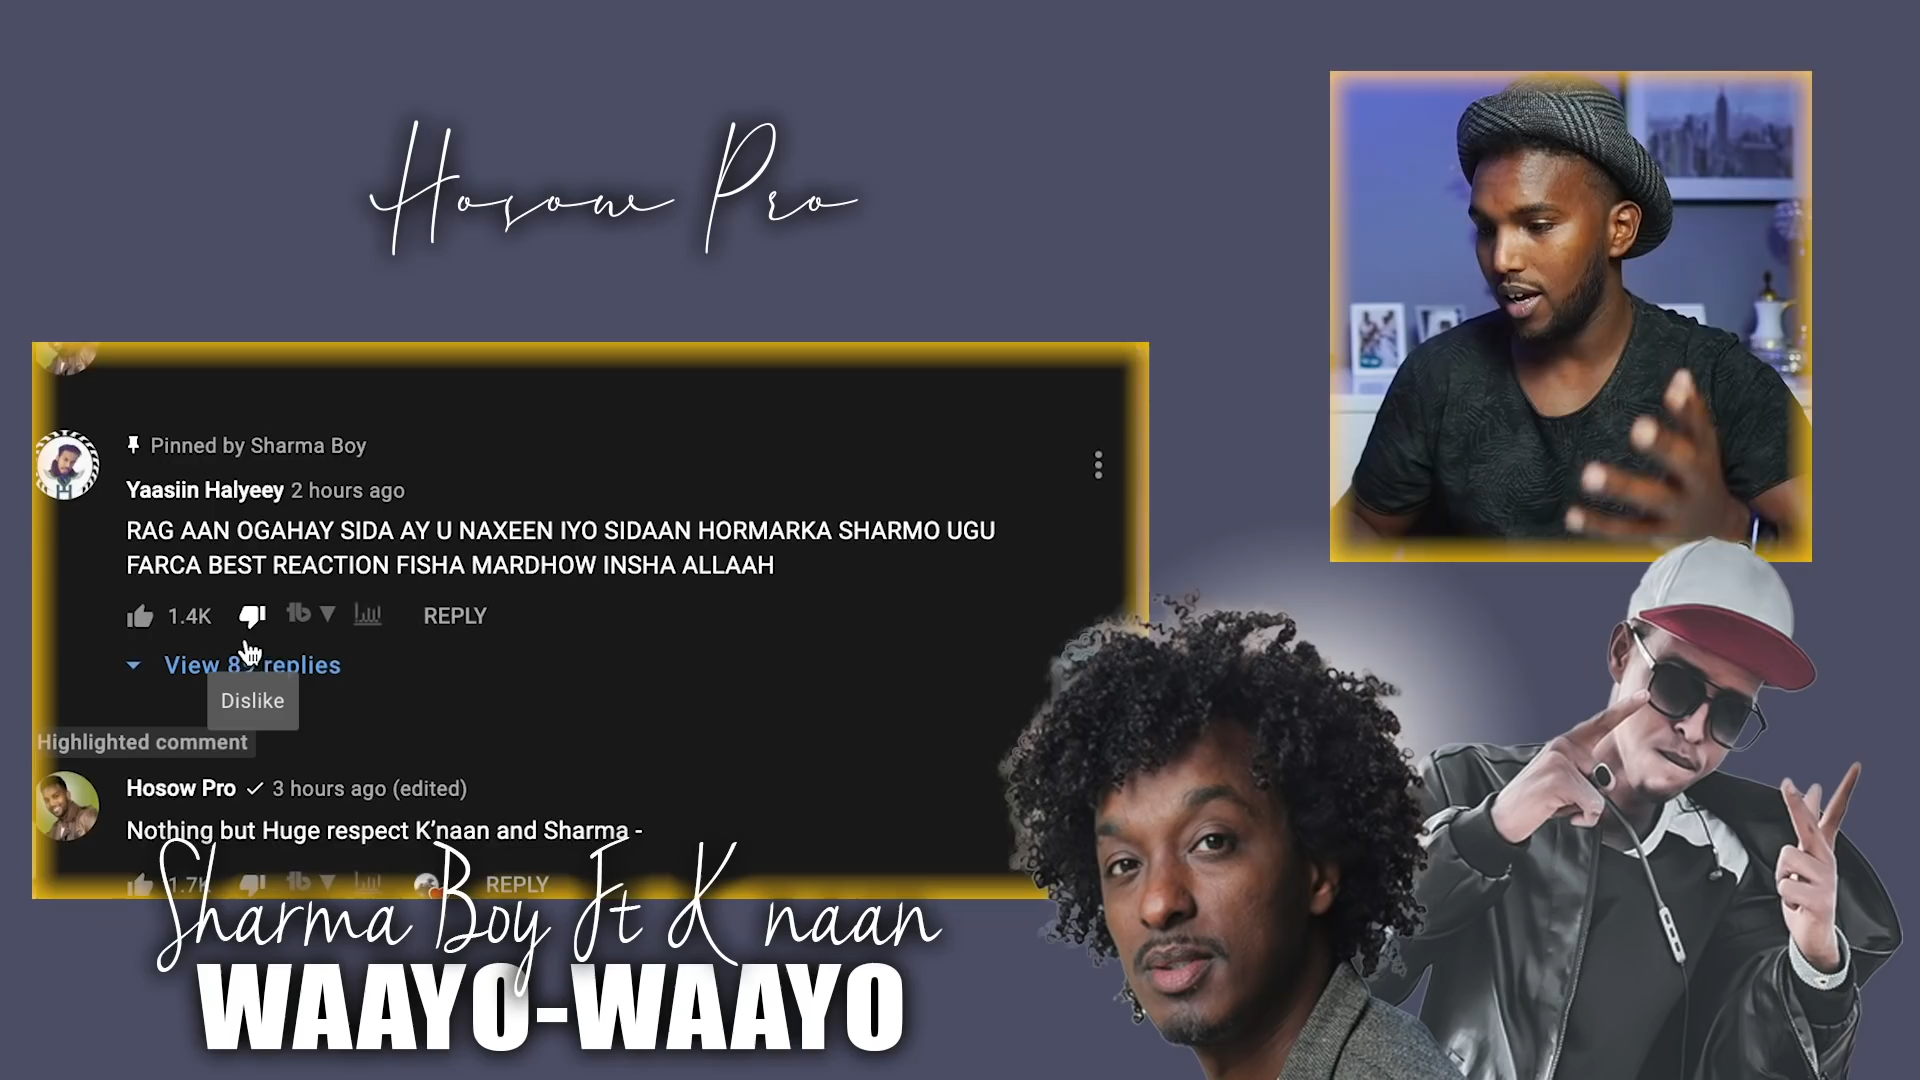 Hosow Pro
Pinned by Sharma Boy
Yaasiin Halyeey 2 hours ago
RAG AAN OGAHAY SIDA AY U NAXEEN IYO SIDAAN HORMARKA SHARMO UGU
FARCA BEST REACTION FISHA MARDHOW INSHA ALLAAH
1.4K REPLY
View replies
Dislike
Highlighted comment
Hosow Pro 3 hours ago (edited)
Nothing but Huge respect K’naan and Sharma -
1.7K REPLY
Sharma Boy Ft K'naan
WAAYO-WAAYO